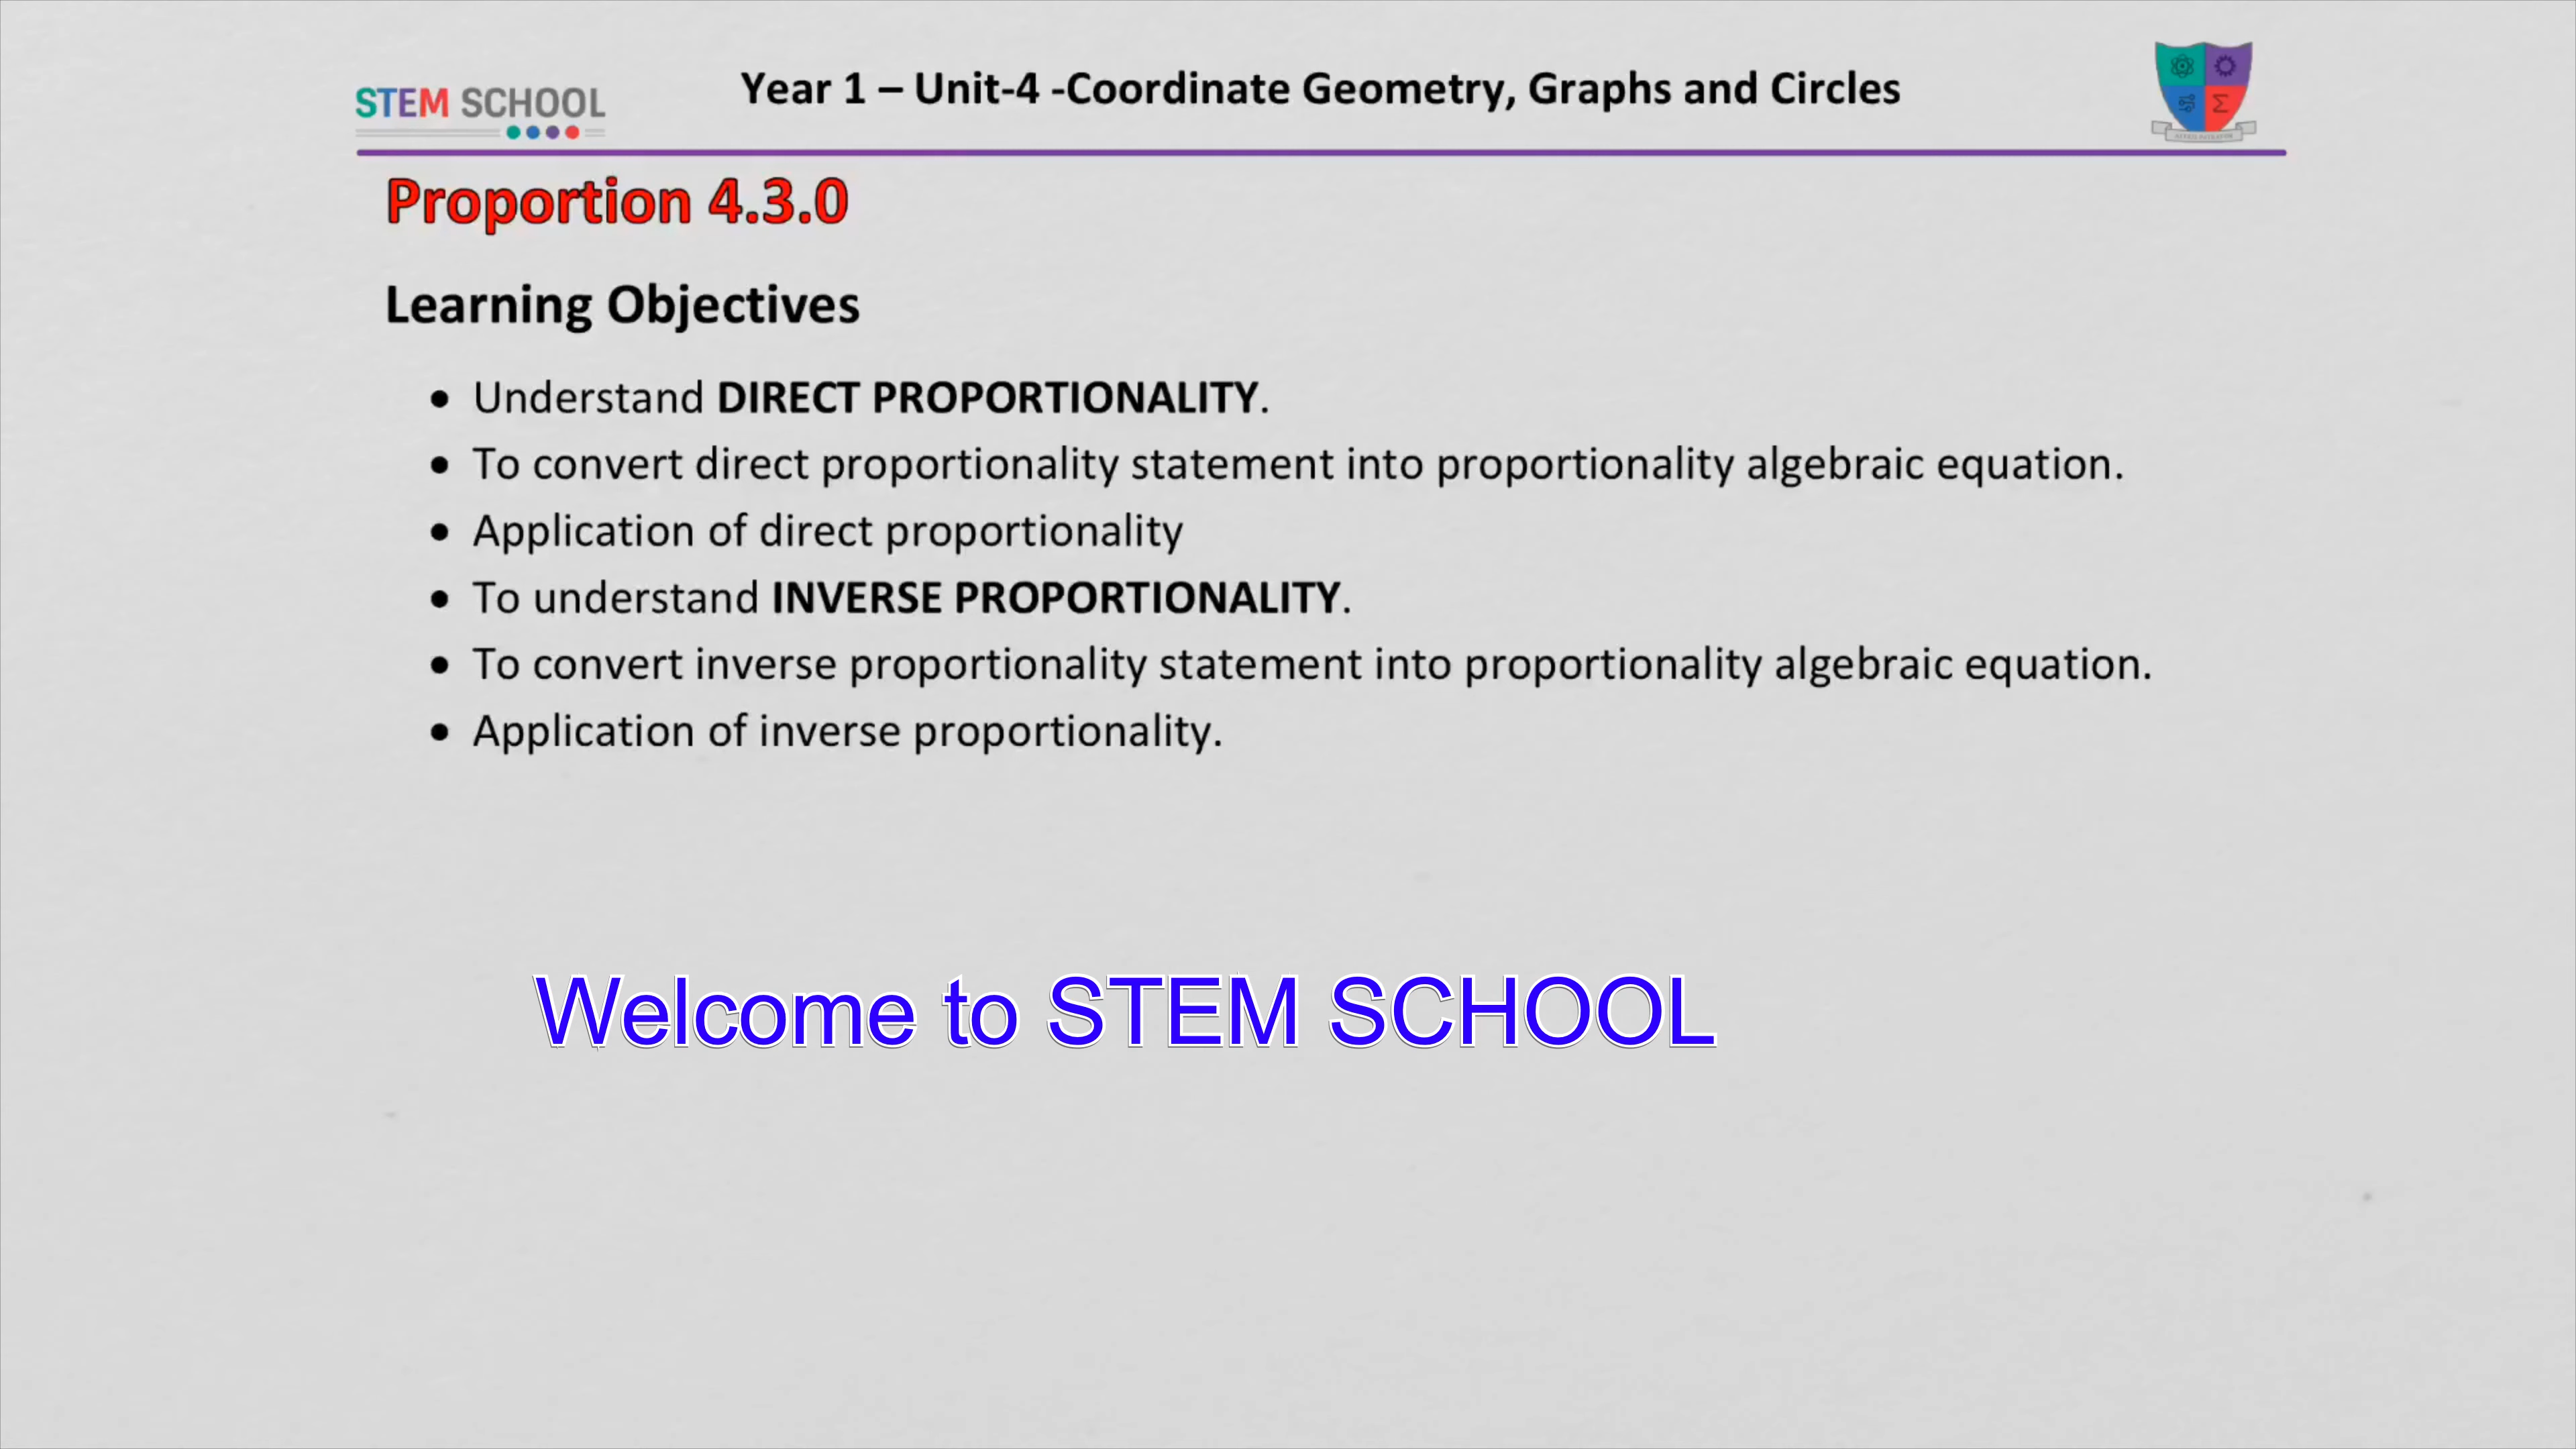 STEM SCHOOL
Year 1 – Unit-4 -Coordinate Geometry, Graphs and Circles
Proportion 4.3.0
Learning Objectives
• Understand DIRECT PROPORTIONALITY.
• To convert direct proportionality statement into proportionality algebraic equation.
• Application of direct proportionality
• To understand INVERSE PROPORTIONALITY.
• To convert inverse proportionality statement into proportionality algebraic equation.
• Application of inverse proportionality.
Welcome to STEM SCHOOL